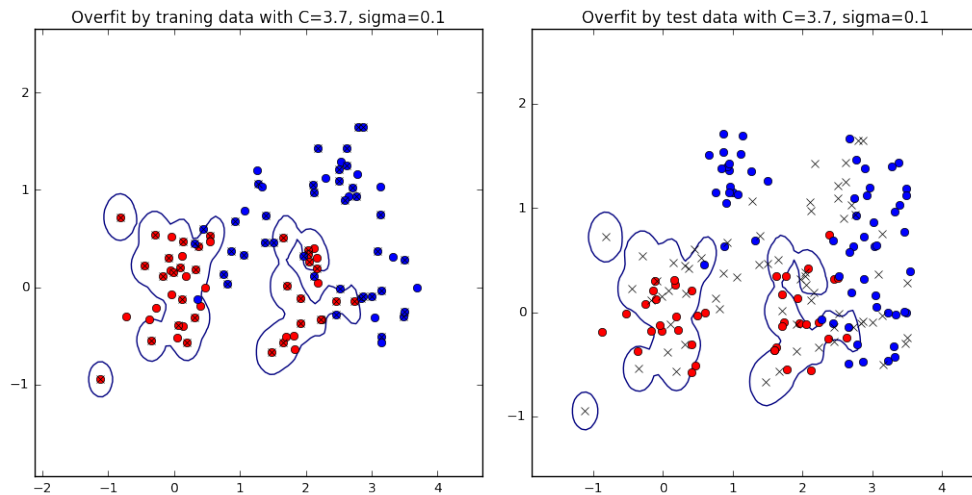 Overfit by traning data with C=3.7, sigma=0.1
2
1
0
−1
−2 −1 0 1 2 3 4
Overfit by test data with C=3.7, sigma=0.1
2
1
0
−1
−1 0 1 2 3 4